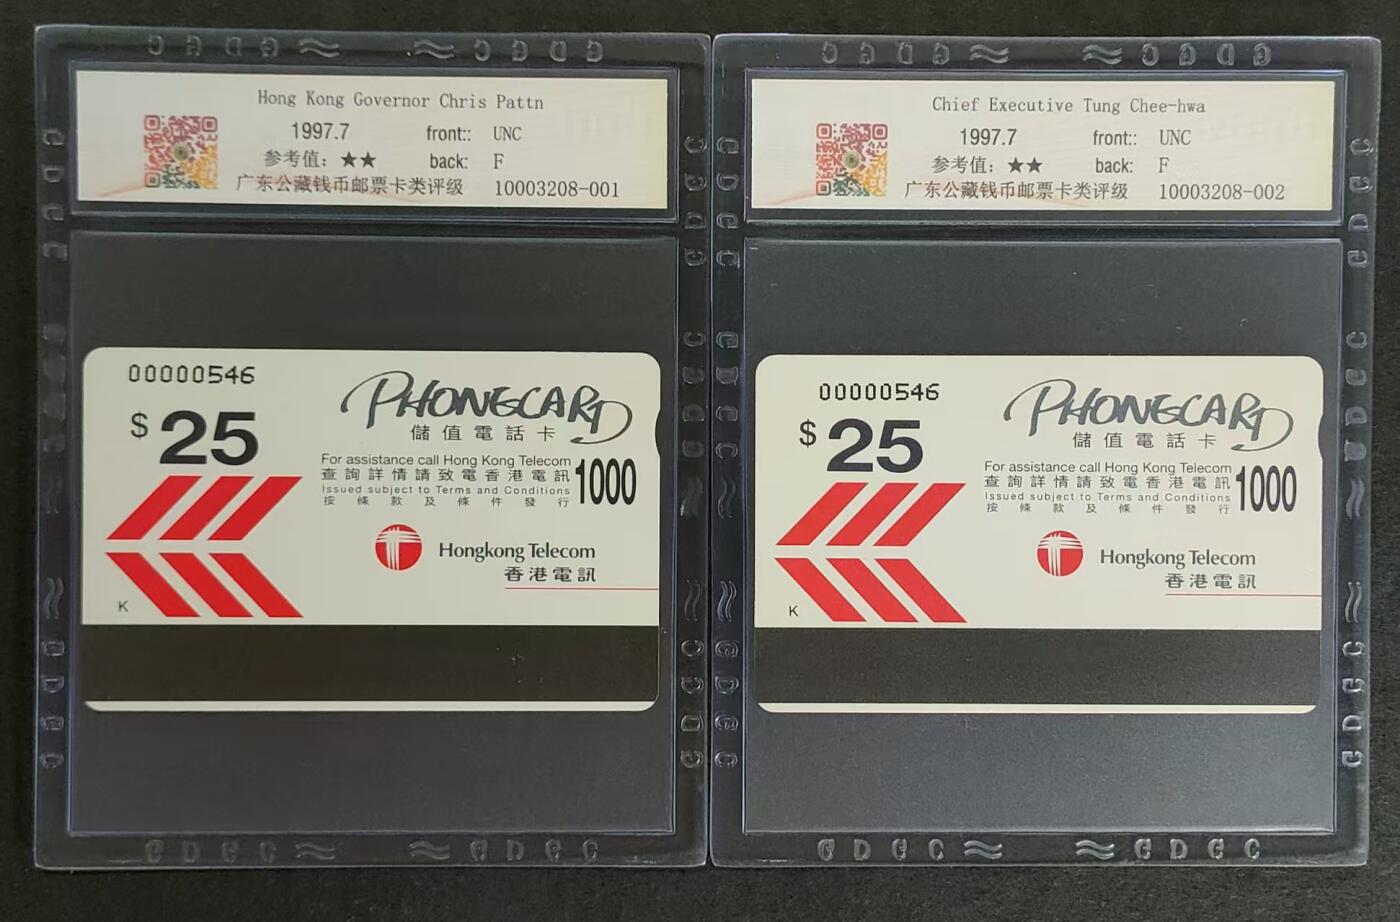 Hong Kong Governor Chris Pattn
1997.7 front:: UNC
参考值：★★ back: F
广东公藏钱币邮票卡类评级 10003208-001
00000546
$25
PHONECARD
儲值電話卡
For assistance call Hong Kong Telecom
查詢詳情請致電香港電訊
Issued subject to Terms and Conditions
按條款及條件發行
1000
Hongkong Telecom
香港電訊
K
Chief Executive Tung Chee-hwa
1997.7 front:: UNC
参考值：★★ back: F
广东公藏钱币邮票卡类评级 10003208-002
00000546
$25
PHONECARD
儲值電話卡
For assistance call Hong Kong Telecom
查詢詳情請致電香港電訊
Issued subject to Terms and Conditions
按條款及條件發行
1000
Hongkong Telecom
香港電訊
K